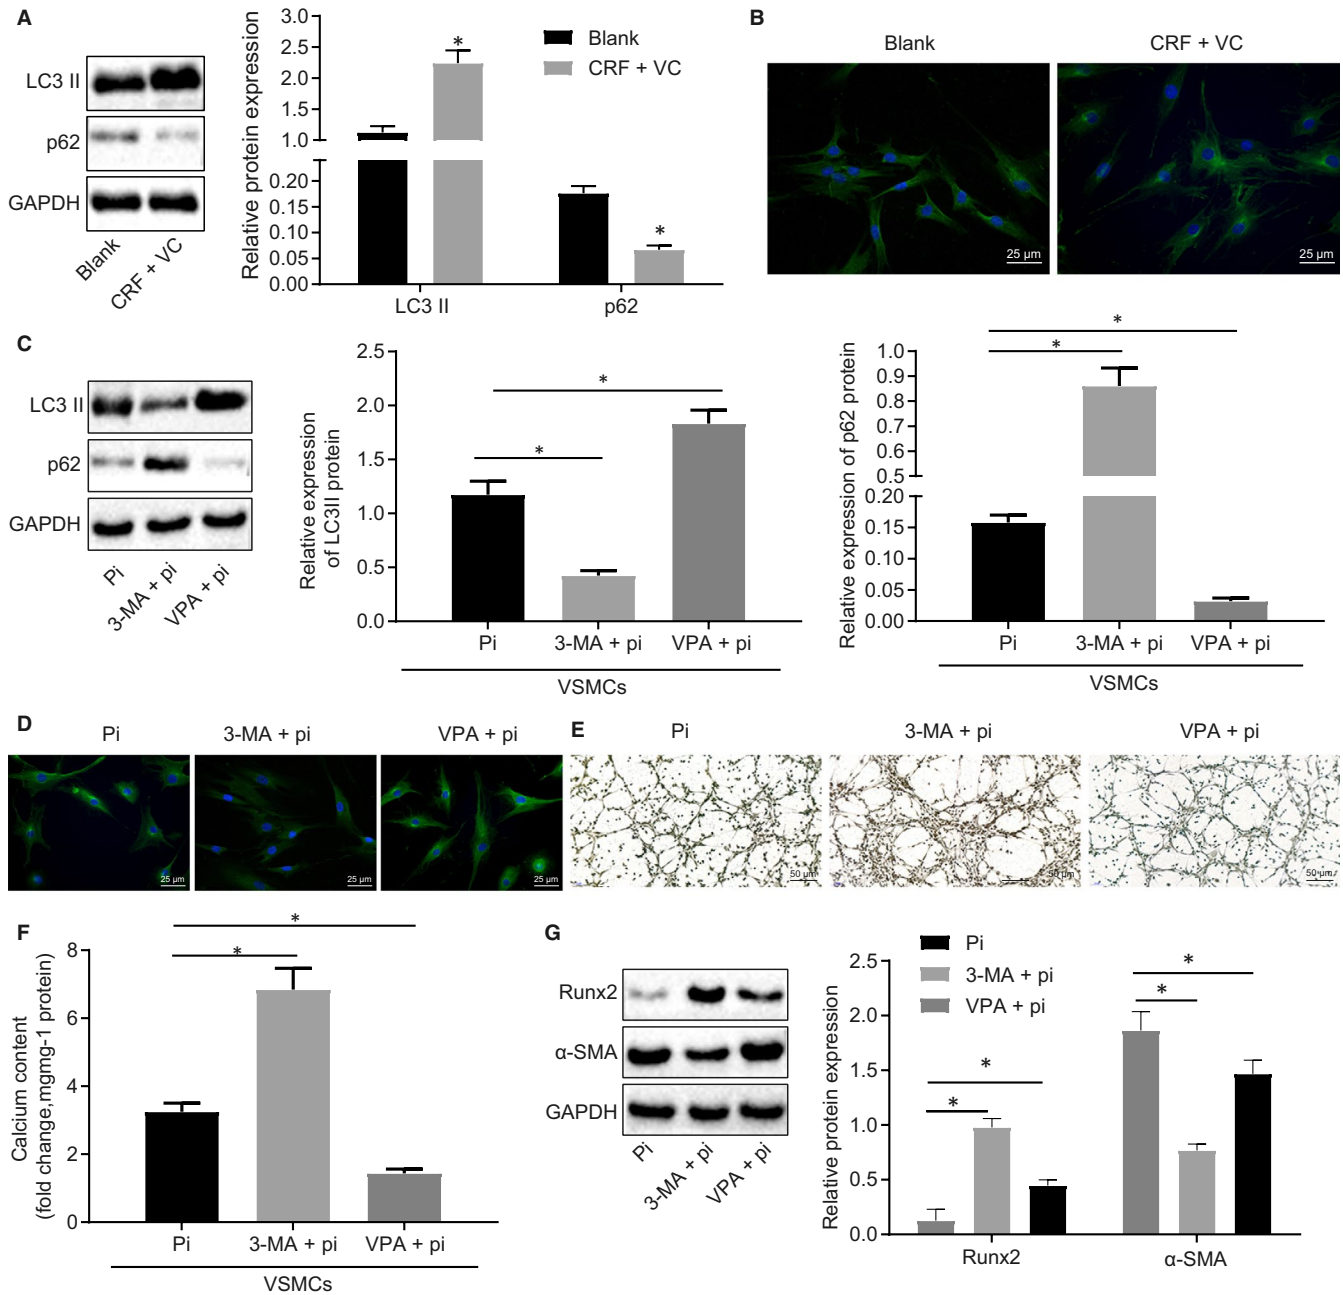 A
LC3 II
p62
GAPDH
Blank
CRF + VC
Relative protein expression
3.0
2.5
2.0
1.5
1.0
0.20
0.15
0.10
0.05
0.00
*
*
LC3 II
p62
Blank
CRF + VC
B
Blank
CRF + VC
25 µm
25 µm
C
LC3 II
p62
GAPDH
Pi
3-MA + pi
VPA + pi
Relative expression
of LC3II protein
2.5
2.0
1.5
1.0
0.5
0.0
*
*
Pi
3-MA + pi
VPA + pi
VSMCs
Relative expression of p62 protein
1.0
0.9
0.8
0.7
0.6
0.5
0.20
0.15
0.10
0.05
0.00
*
*
Pi
3-MA + pi
VPA + pi
VSMCs
D
Pi
3-MA + pi
VPA + pi
25 µm
25 µm
25 µm
E
Pi
3-MA + pi
VPA + pi
50 µm
50 µm
50 µm
F
Calcium content
(fold change,mgmg-1 protein)
8
6
4
2
0
*
*
Pi
3-MA + pi
VPA + pi
VSMCs
G
Runx2
α-SMA
GAPDH
Pi
3-MA + pi
VPA + pi
Pi
3-MA + pi
VPA + pi
Relative protein expression
2.5
2.0
1.5
1.0
0.5
0.0
*
*
*
*
Runx2
α-SMA